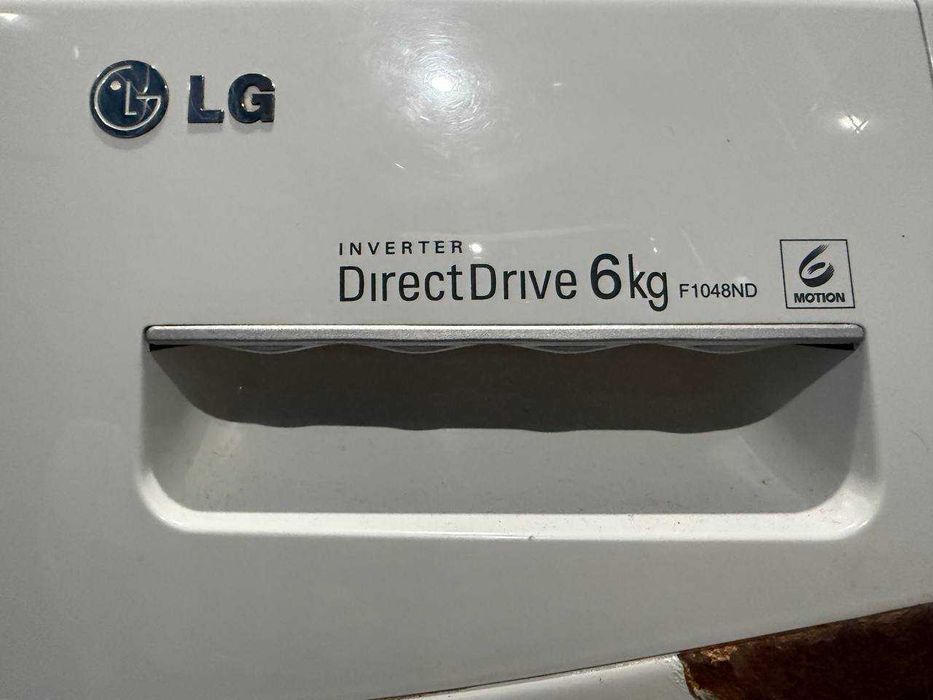 LG
INVERTER
DirectDrive 6kg F1048ND
6
MOTION